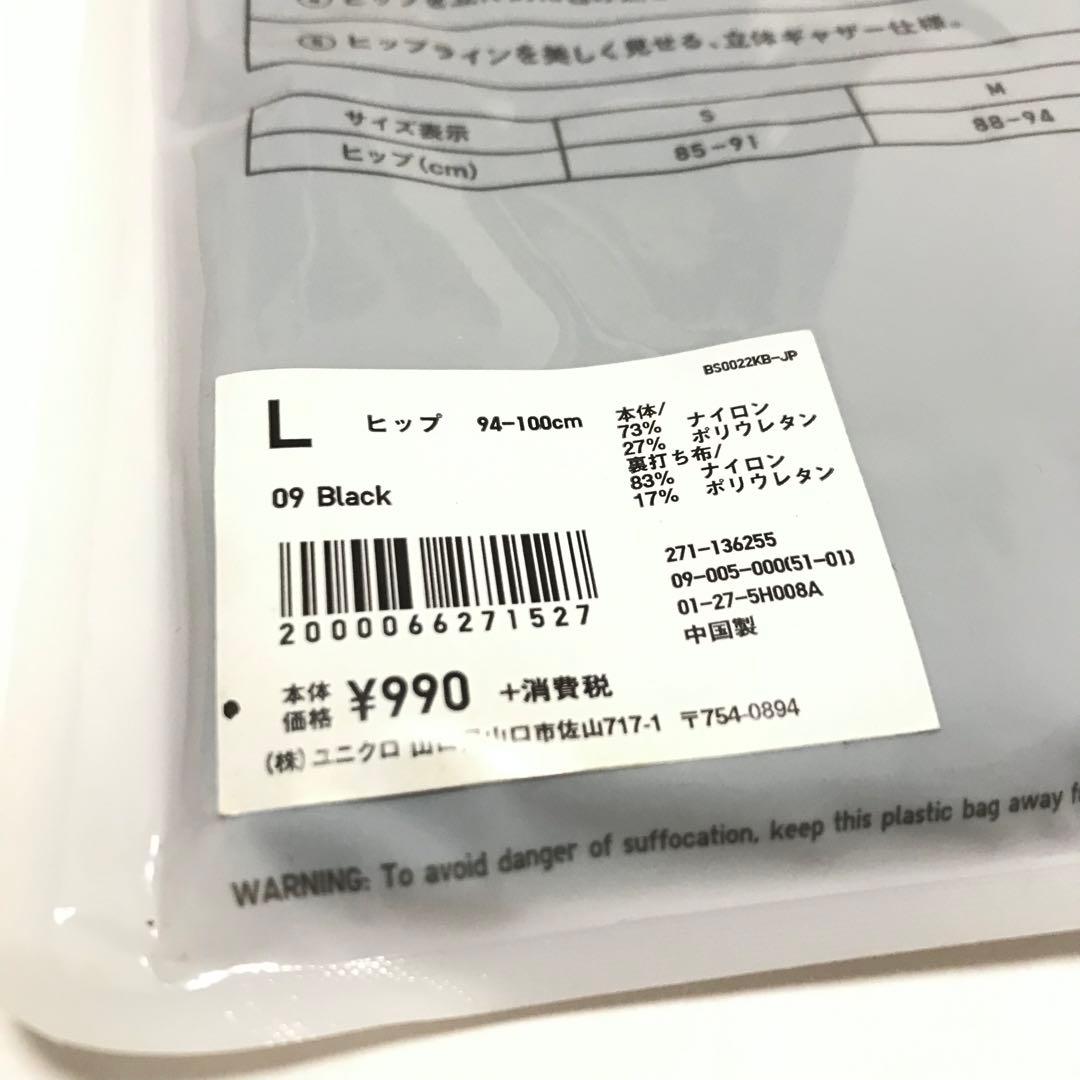 ⑤ ヒップラインを美しく見せる、立体ギャザー仕様。
サイズ表示 S M
ヒップ(cm) 85-91 88-94
BS0022KB-JP
L ヒップ 94-100cm
本体/
73% ナイロン
27% ポリウレタン
裏打ち布/
83% ナイロン
17% ポリウレタン
09 Black
2000066271527
271-136255
09-005-000(51-01)
01-27-5H008A
中国製
本体価格 ¥990 +消費税
(株)ユニクロ 山口市佐山717-1 〒754-0894
WARNING: To avoid danger of suffocation, keep this plastic bag away